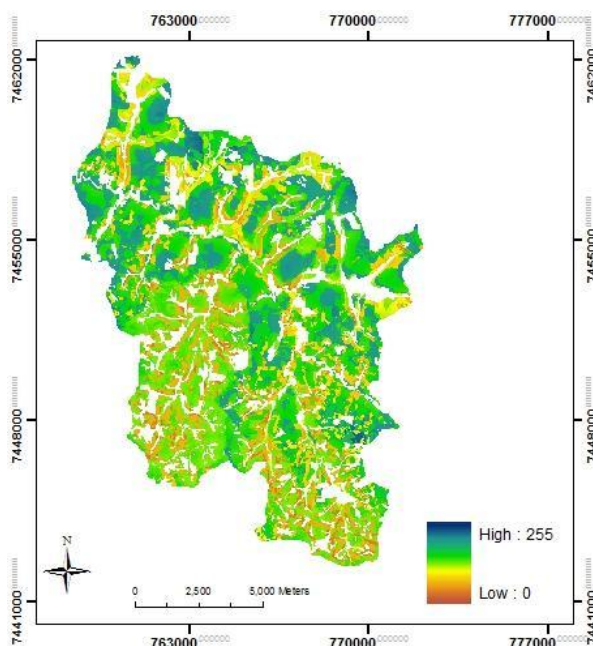 763000 770000 777000
7462000 7462000
7455000 7455000
7448000 7448000
High : 255
Low : 0
N
0 2,500 5,000 Meters
7441000 7441000
763000 770000 777000